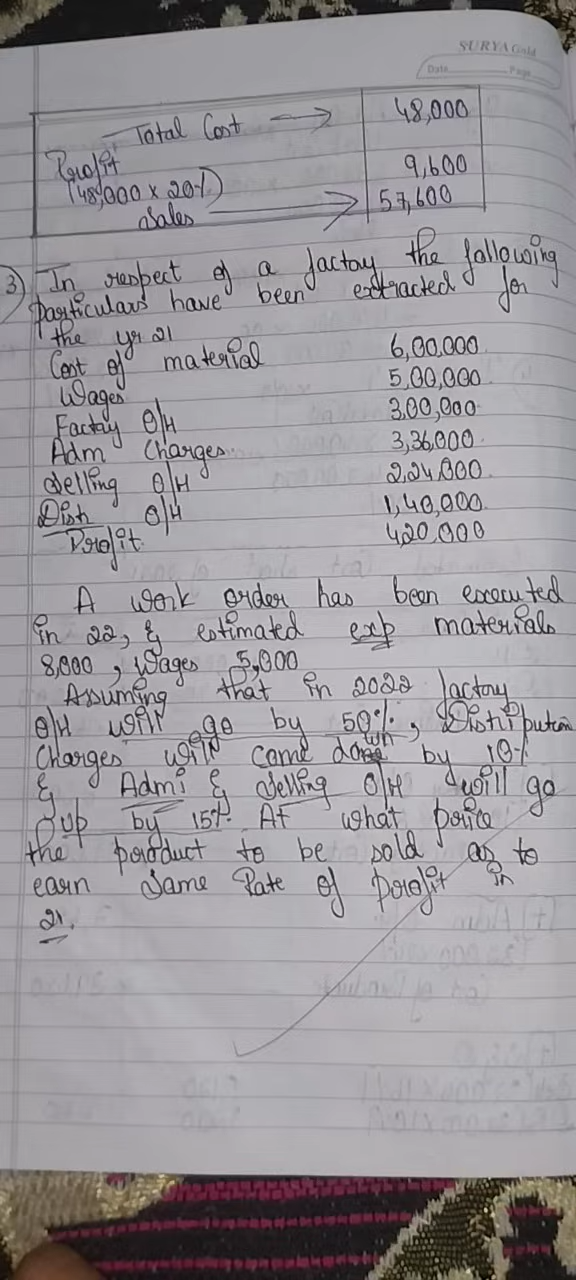 SURYA Gold
Date Page
Total Cost → 48,000
Profit 9,600
(48,000 x 20%)
Sales → 57,600
3) In respect of a factory the following
particulars have been extracted for
the yr 21
Cost of material 6,00,000
Wages 5,00,000
Factory O/H 3,00,000
Adm Charges 3,36,000
Selling O/H 2,24,000
Dish O/H 1,40,000
Profit 4,20,000
A work order has been executed
in 22, & estimated exp materials
8,000, Wages 5,000
Assuming that in 2022 factory
O/H will go by 50%, Distribution
Charges will come down by 10%
& Admi & Selling O/H will go
up by 15%. At what price
the product to be sold as to
earn same Rate of profit in
21.